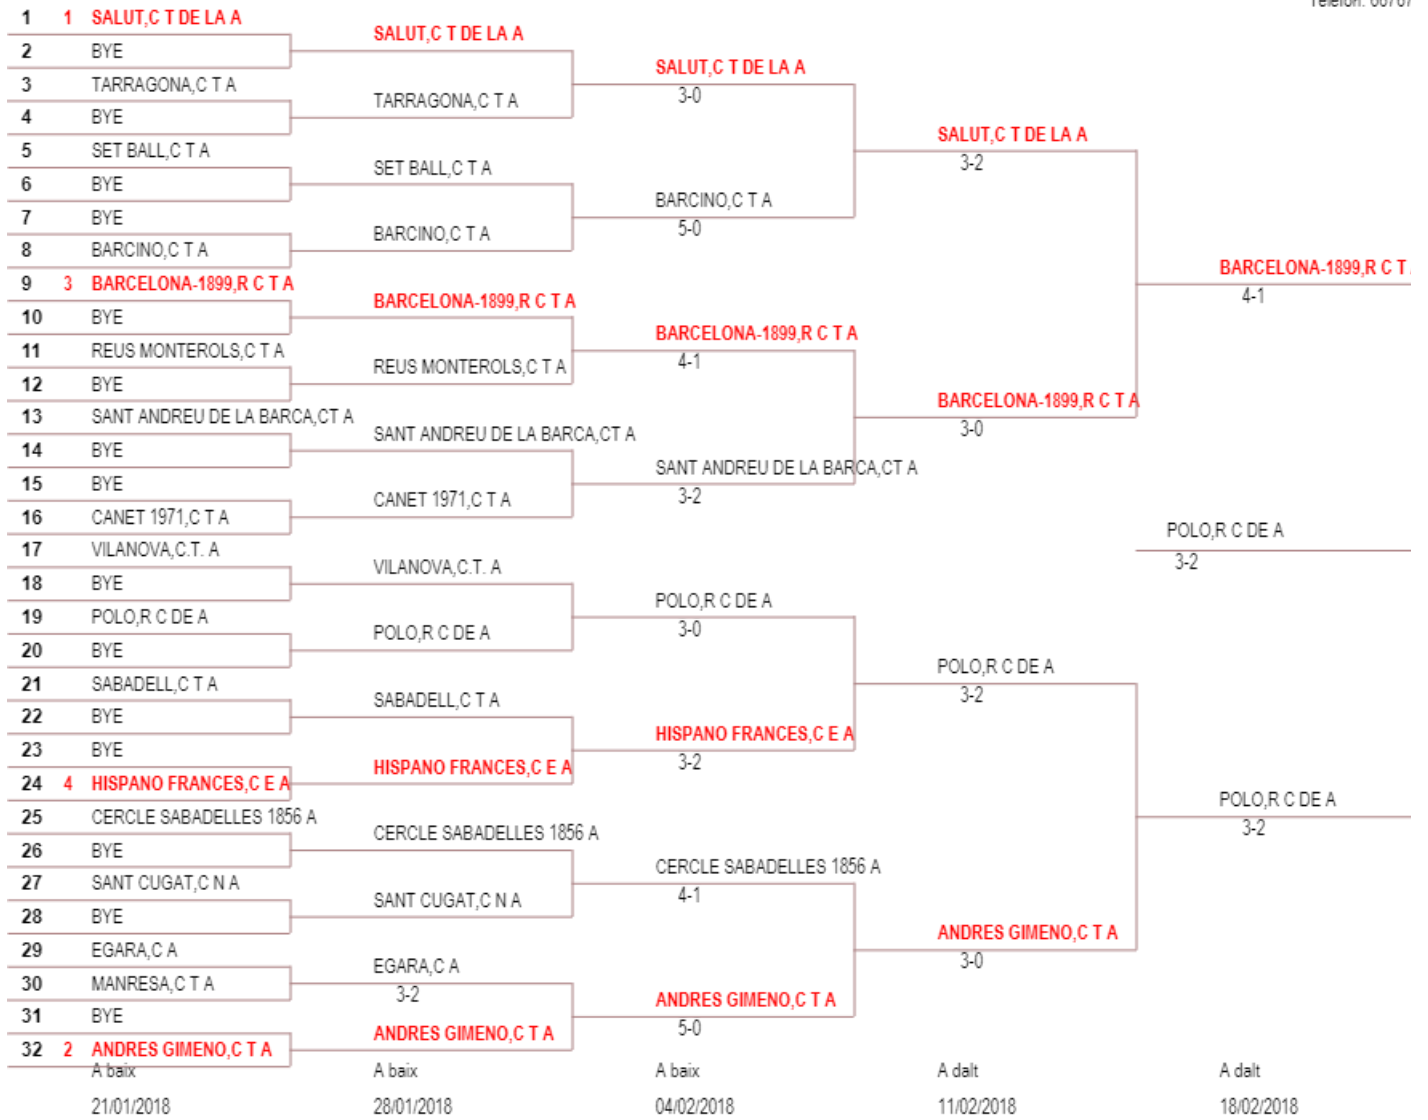 Telèfon: 66767
1 1 SALUT,C T DE LA A
SALUT,C T DE LA A
2 BYE
SALUT,C T DE LA A
3 TARRAGONA,C T A
3-0
TARRAGONA,C T A
4 BYE
SALUT,C T DE LA A
5 SET BALL,C T A
3-2
SET BALL,C T A
6 BYE
BARCINO,C T A
7 BYE
5-0
BARCINO,C T A
8 BARCINO,C T A
BARCELONA-1899,R C T
9 3 BARCELONA-1899,R C T A
4-1
BARCELONA-1899,R C T A
10 BYE
BARCELONA-1899,R C T A
11 REUS MONTEROLS,C T A
4-1
REUS MONTEROLS,C T A
12 BYE
BARCELONA-1899,R C T A
13 SANT ANDREU DE LA BARCA,CT A
3-0
SANT ANDREU DE LA BARCA,CT A
14 BYE
SANT ANDREU DE LA BARCA,CT A
15 BYE
3-2
CANET 1971,C T A
16 CANET 1971,C T A
POLO,R C DE A
17 VILANOVA,C.T. A
3-2
VILANOVA,C.T. A
18 BYE
POLO,R C DE A
19 POLO,R C DE A
3-0
POLO,R C DE A
20 BYE
POLO,R C DE A
21 SABADELL,C T A
3-2
SABADELL,C T A
22 BYE
HISPANO FRANCES,C E A
23 BYE
3-2
HISPANO FRANCES,C E A
24 4 HISPANO FRANCES,C E A
POLO,R C DE A
25 CERCLE SABADELLES 1856 A
3-2
CERCLE SABADELLES 1856 A
26 BYE
CERCLE SABADELLES 1856 A
27 SANT CUGAT,C N A
4-1
SANT CUGAT,C N A
28 BYE
ANDRES GIMENO,C T A
29 EGARA,C A
3-0
EGARA,C A
30 MANRESA,C T A
3-2
ANDRES GIMENO,C T A
31 BYE
5-0
ANDRES GIMENO,C T A
32 2 ANDRES GIMENO,C T A
A baix A baix A baix A dalt A dalt
21/01/2018 28/01/2018 04/02/2018 11/02/2018 18/02/2018